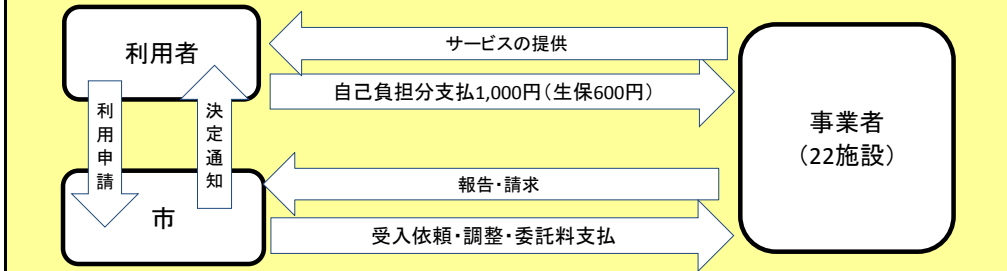 利用者
サービスの提供
自己負担分支払1,000円（生保600円）
利用申請
決定通知
事業者
（22施設）
報告・請求
市
受入依頼・調整・委託料支払